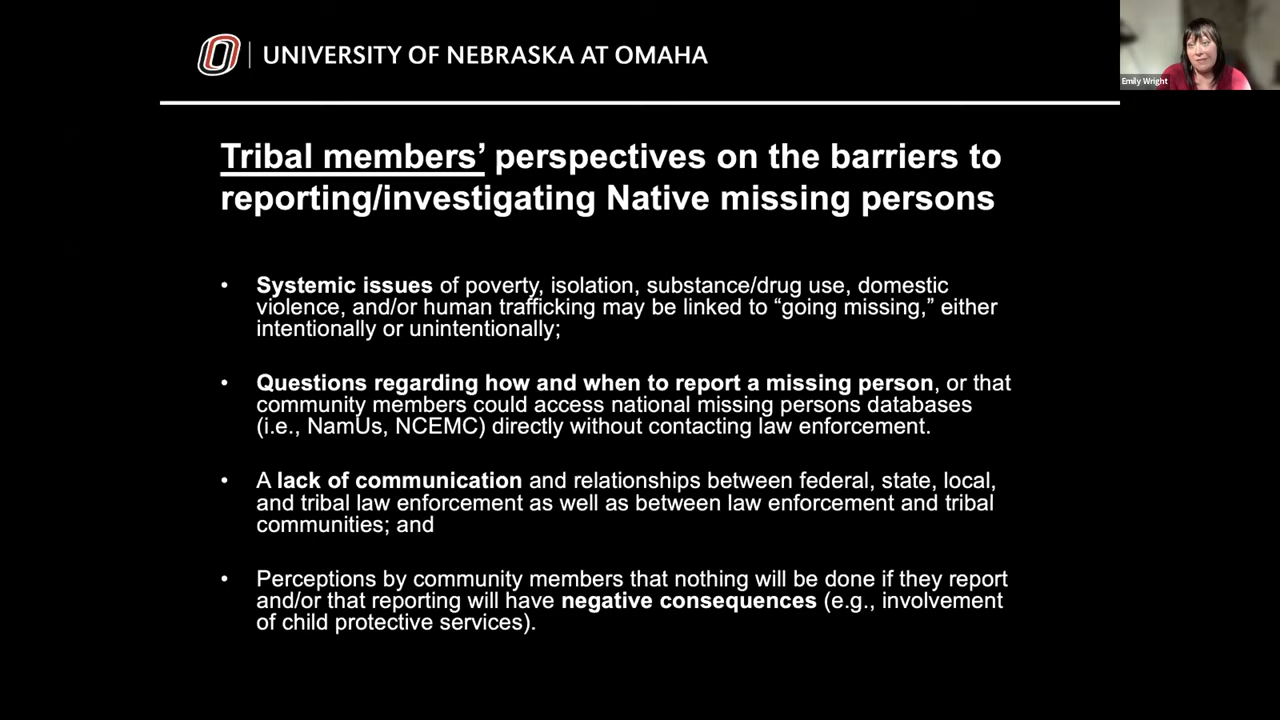 UNIVERSITY OF NEBRASKA AT OMAHA
Emily Wright
Tribal members’ perspectives on the barriers to
reporting/investigating Native missing persons
• Systemic issues of poverty, isolation, substance/drug use, domestic
violence, and/or human trafficking may be linked to “going missing,” either
intentionally or unintentionally;
• Questions regarding how and when to report a missing person, or that
community members could access national missing persons databases
(i.e., NamUs, NCEMC) directly without contacting law enforcement.
• A lack of communication and relationships between federal, state, local,
and tribal law enforcement as well as between law enforcement and tribal
communities; and
• Perceptions by community members that nothing will be done if they report
and/or that reporting will have negative consequences (e.g., involvement
of child protective services).